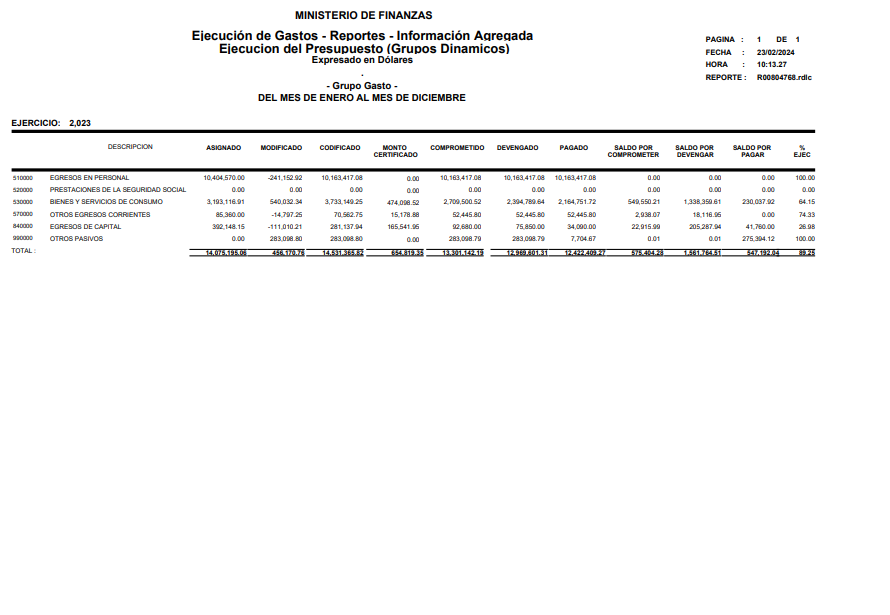 MINISTERIO DE FINANZAS
Ejecución de Gastos - Reportes - Información Agregada
Ejecucion del Presupuesto (Grupos Dinamicos)
Expresado en Dólares
.
- Grupo Gasto -
DEL MES DE ENERO AL MES DE DICIEMBRE
PAGINA : 1 DE 1
FECHA : 23/02/2024
HORA : 10:13.27
REPORTE : R00804768.rdlc
EJERCICIO: 2,023
DESCRIPCION ASIGNADO MODIFICADO CODIFICADO MONTO CERTIFICADO COMPROMETIDO DEVENGADO PAGADO SALDO POR COMPROMETER SALDO POR DEVENGAR SALDO POR PAGAR % EJEC
510000 EGRESOS EN PERSONAL 10,404,570.00 -241,152.92 10,163,417.08 0.00 10,163,417.08 10,163,417.08 10,163,417.08 0.00 0.00 0.00 100.00
520000 PRESTACIONES DE LA SEGURIDAD SOCIAL 0.00 0.00 0.00 0.00 0.00 0.00 0.00 0.00 0.00 0.00 0.00
530000 BIENES Y SERVICIOS DE CONSUMO 3,193,116.91 540,032.34 3,733,149.25 474,098.52 2,709,500.52 2,394,789.64 2,164,751.72 549,550.21 1,338,359.61 230,037.92 64.15
570000 OTROS EGRESOS CORRIENTES 85,360.00 -14,797.25 70,562.75 15,178.88 52,445.80 52,445.80 52,445.80 2,938.07 18,116.95 0.00 74.33
840000 EGRESOS DE CAPITAL 392,148.15 -111,010.21 281,137.94 165,541.95 92,680.00 75,850.00 34,090.00 22,915.99 205,287.94 41,760.00 26.98
990000 OTROS PASIVOS 0.00 283,098.80 283,098.80 0.00 283,098.79 283,098.79 7,704.67 0.01 0.01 275,394.12 100.00
TOTAL : 14,075,195.06 456,170.76 14,531,365.82 654,819.35 13,301,142.19 12,969,601.31 12,422,409.27 575,404.28 1,561,764.51 547,192.04 89.25